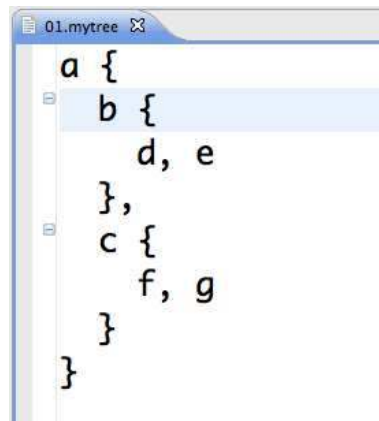 01.mytree
a {
  b {
    d, e
  },
  c {
    f, g
  }
}